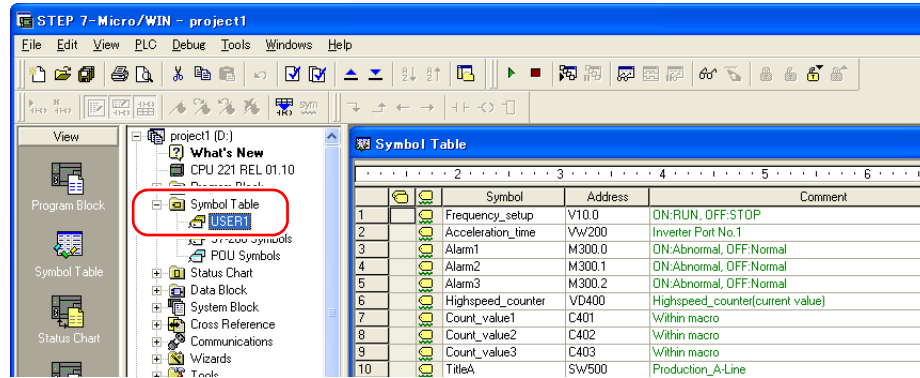 STEP 7-Micro/WIN - project1
File Edit View PLC Debug Tools Windows Help
View
Program Block
Symbol Table
Status Chart
project1 (D:)
What's New
CPU 221 REL 01.10
Program Block
Symbol Table
USER1
S7-200 Symbols
POU Symbols
Status Chart
Data Block
System Block
Cross Reference
Communications
Wizards
Tools
Symbol Table
2 3 4 5 6
Symbol Address Comment
1 Frequency_setup V10.0 ON:RUN, OFF:STOP
2 Acceleration_time VW200 Inverter Port No.1
3 Alarm1 M300.0 ON:Abnormal, OFF:Normal
4 Alarm2 M300.1 ON:Abnormal, OFF:Normal
5 Alarm3 M300.2 ON:Abnormal, OFF:Normal
6 Highspeed_counter VD400 Highspeed_counter(current value)
7 Count_value1 C401 Within macro
8 Count_value2 C402 Within macro
9 Count_value3 C403 Within macro
10 TitleA SW500 Production_A-Line